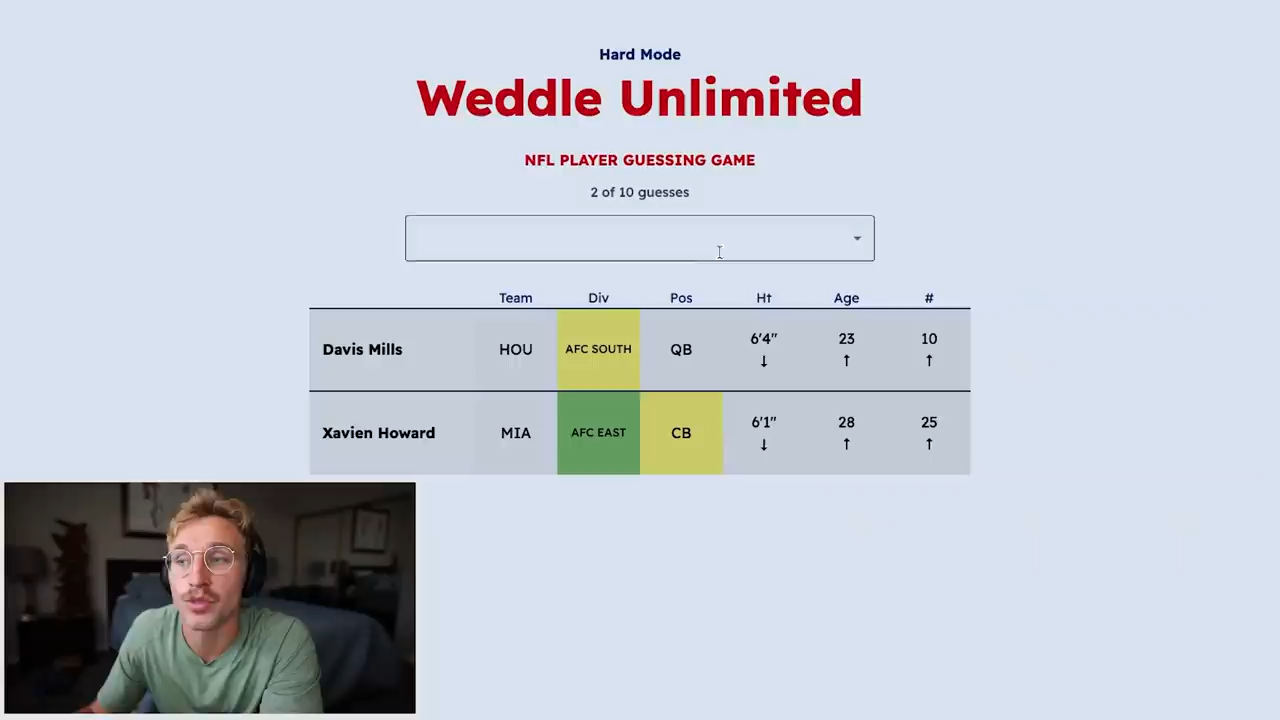 Hard Mode
Weddle Unlimited
NFL PLAYER GUESSING GAME
2 of 10 guesses
Team Div Pos Ht Age #
Davis Mills HOU AFC SOUTH QB 6'4" ↓ 23 ↑ 10 ↑
Xavien Howard MIA AFC EAST CB 6'1" ↓ 28 ↑ 25 ↑